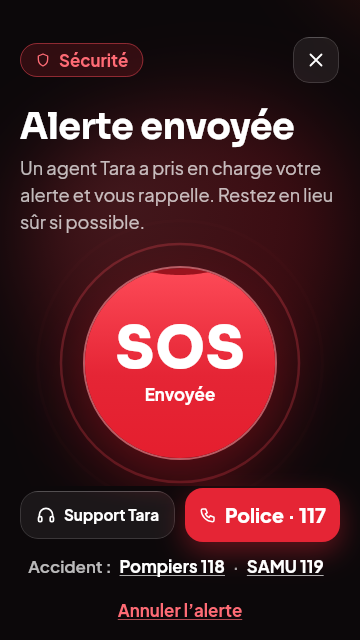 Sécurité
Alerte envoyée
Un agent Tara a pris en charge votre
alerte et vous rappelle. Restez en lieu
sûr si possible.
SOS
Envoyée
Support Tara
Police · 117
Accident : Pompiers 118 · SAMU 119
Annuler l’alerte